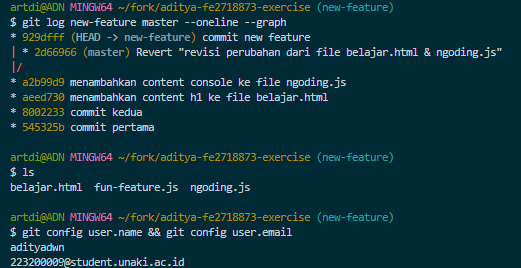 artdi@ADN MINGW64 ~/fork/aditya-fe2718873-exercise (new-feature)
$ git log new-feature master --oneline --graph
* 929dfff (HEAD -> new-feature) commit new feature
| * 2d66966 (master) Revert "revisi perubahan dari file belajar.html & ngoding.js"
|/
* a2b99d9 menambahkan content console ke file ngoding.js
* aeed730 menambahkan content h1 ke file belajar.html
* 8002233 commit kedua
* 545325b commit pertama
artdi@ADN MINGW64 ~/fork/aditya-fe2718873-exercise (new-feature)
$ ls
belajar.html  fun-feature.js  ngoding.js
artdi@ADN MINGW64 ~/fork/aditya-fe2718873-exercise (new-feature)
$ git config user.name && git config user.email
adityadwn
223200009@student.unaki.ac.id